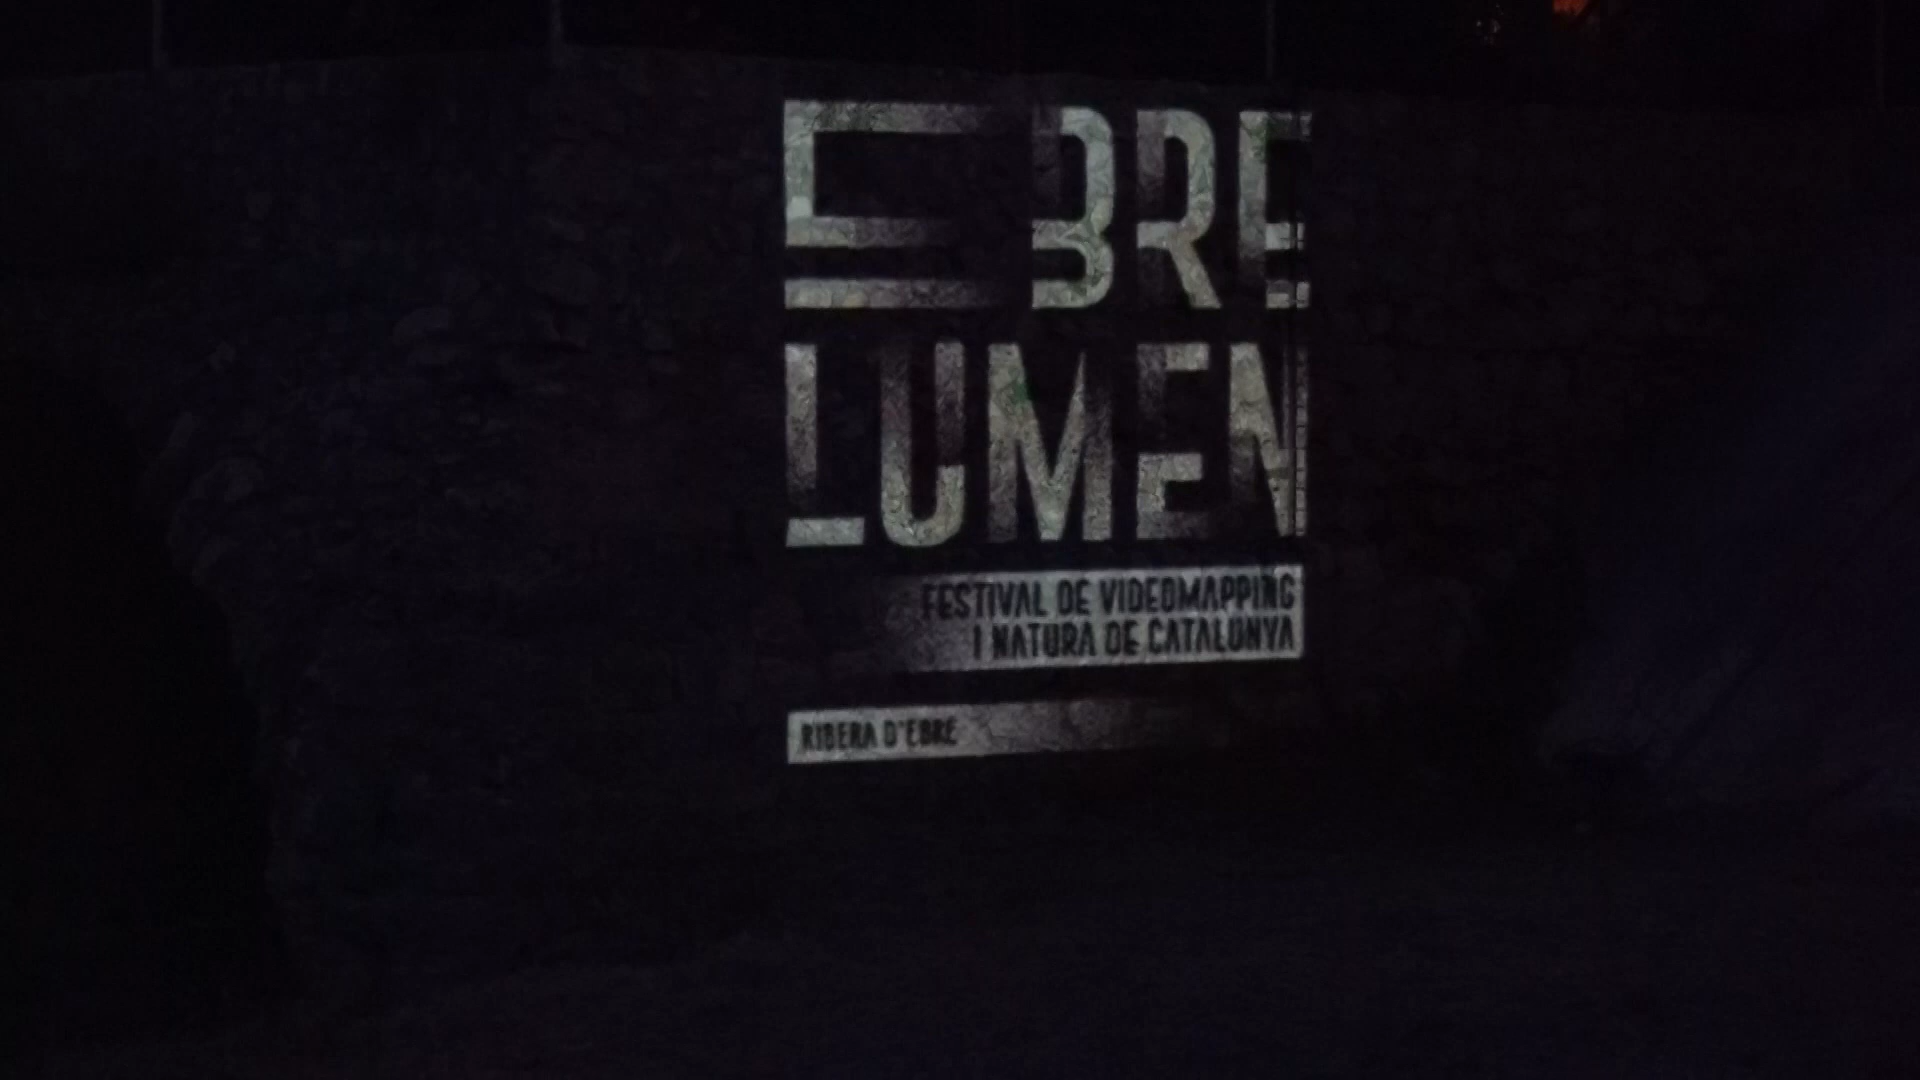 EBRE
LUMEN
FESTIVAL DE VIDEOMAPPING
I NATURA DE CATALUNYA
RIBERA D'EBRE